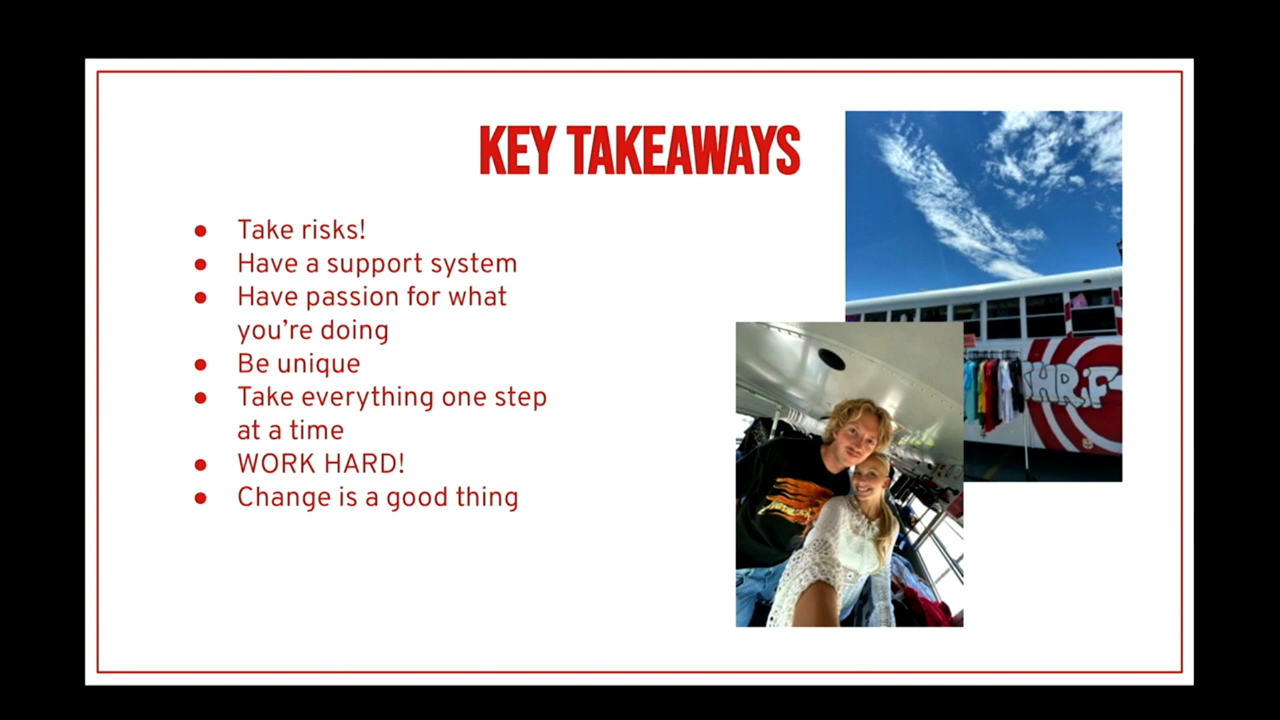 KEY TAKEAWAYS
● Take risks!
● Have a support system
● Have passion for what
you're doing
● Be unique
● Take everything one step
at a time
● WORK HARD!
● Change is a good thing